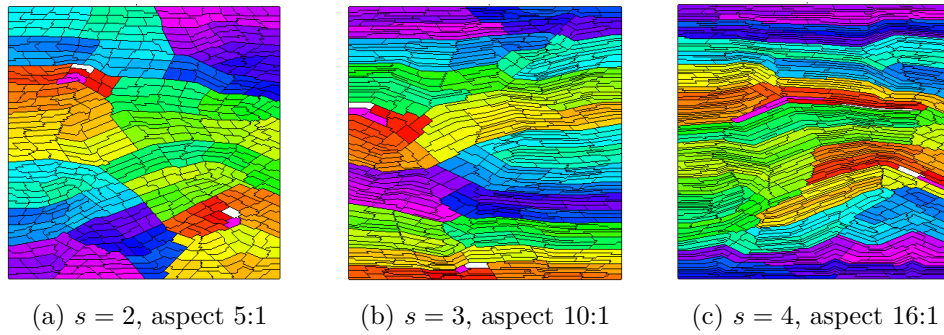 (a) s = 2, aspect 5:1
(b) s = 3, aspect 10:1
(c) s = 4, aspect 16:1